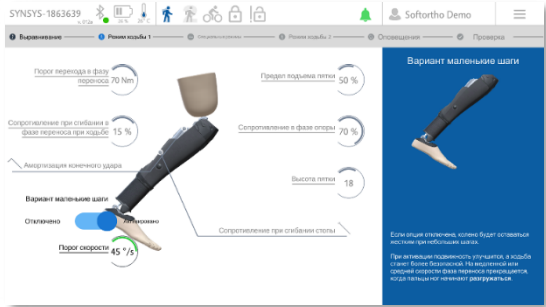 SYNSYS-1863639
Softortho Demo
Выравнивание
Режим ходьбы 1
Режим ходьбы 2
Оповещения
Проверка
Вариант маленькие шаги
Порог перехода в фазу
переноса
70 Nm
Предел подъема пятки
50 %
Сопротивление при сгибании в
фазе переноса при ходьбе
15 %
Сопротивление в фазе опоры
70 %
Амортизация конечного удара
Высота пятки
18
Вариант маленькие шаги
Отключено
Порог скорости
45 °/s
Сопротивление при сгибании стопы
Если опция отключена, колено будет оставаться
жестким при небольших шагах.
При активации подвижность улучшится, а ходьба
станет более безопасной. На медленной или
средней скорости фаза переноса прекращается,
когда пальцы ног начинают разгружаться.